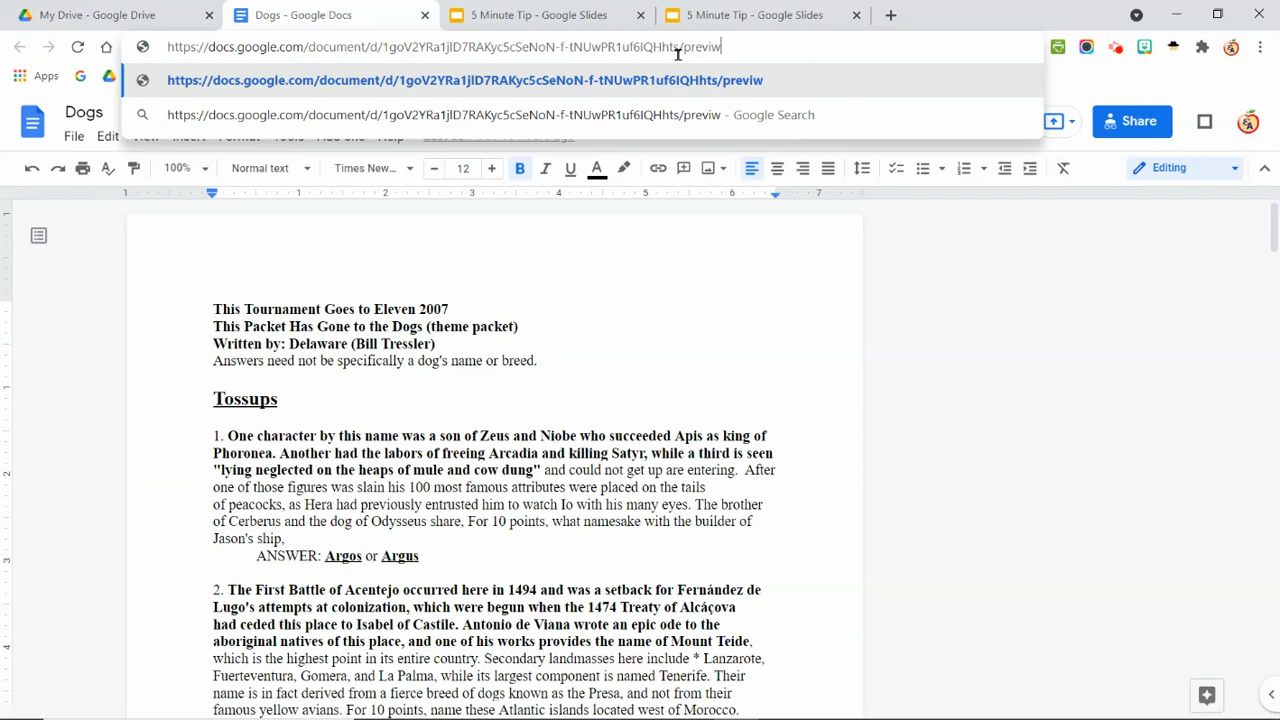 My Drive - Google Drive
Dogs - Google Docs
5 Minute Tip - Google Slides
5 Minute Tip - Google Slides
https://docs.google.com/document/d/1goV2YRa1jlD7RAKyc5cSeNoN-f-tNUwPR1uf6IQHhts/previw
Apps
https://docs.google.com/document/d/1goV2YRa1jlD7RAKyc5cSeNoN-f-tNUwPR1uf6IQHhts/previw
https://docs.google.com/document/d/1goV2YRa1jlD7RAKyc5cSeNoN-f-tNUwPR1uf6IQHhts/previw - Google Search
Dogs
Share
File
100%
Normal text
Times New...
12
Editing
1 1 2 3 4 5 6 7
This Tournament Goes to Eleven 2007
This Packet Has Gone to the Dogs (theme packet)
Written by: Delaware (Bill Tressler)
Answers need not be specifically a dog's name or breed.
Tossups
1. One character by this name was a son of Zeus and Niobe who succeeded Apis as king of
Phoronea. Another had the labors of freeing Arcadia and killing Satyr, while a third is seen
"lying neglected on the heaps of mule and cow dung" and could not get up are entering. After
one of those figures was slain his 100 most famous attributes were placed on the tails
of peacocks, as Hera had previously entrusted him to watch Io with his many eyes. The brother
of Cerberus and the dog of Odysseus share, For 10 points, what namesake with the builder of
Jason's ship,
ANSWER: Argos or Argus
2. The First Battle of Acentejo occurred here in 1494 and was a setback for Fernández de
Lugo's attempts at colonization, which were begun when the 1474 Treaty of Alcáçova
had ceded this place to Isabel of Castile. Antonio de Viana wrote an epic ode to the
aboriginal natives of this place, and one of his works provides the name of Mount Teide,
which is the highest point in its entire country. Secondary landmasses here include * Lanzarote,
Fuerteventura, Gomera, and La Palma, while its largest component is named Tenerife. Their
name is in fact derived from a fierce breed of dogs known as the Presa, and not from their
famous yellow avians. For 10 points, name these Atlantic islands located west of Morocco.